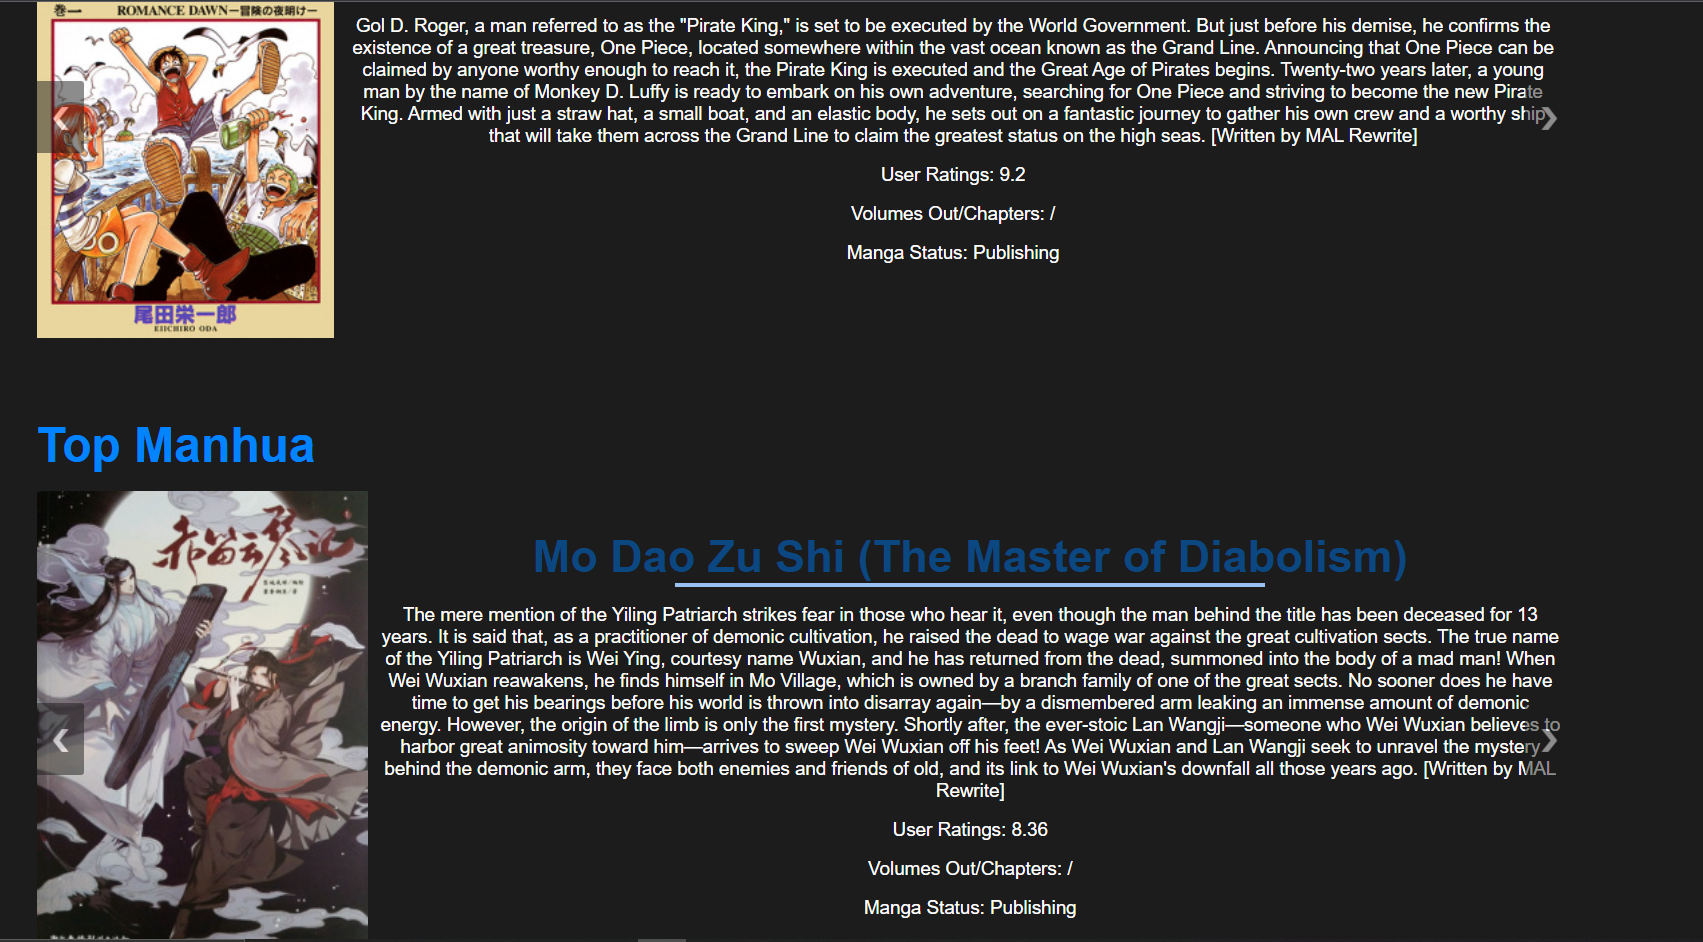 巻一 ROMANCE DAWN—冒険の夜明け—
尾田栄一郎
EIICHIRO ODA
Gol D. Roger, a man referred to as the "Pirate King," is set to be executed by the World Government. But just before his demise, he confirms the
existence of a great treasure, One Piece, located somewhere within the vast ocean known as the Grand Line. Announcing that One Piece can be
claimed by anyone worthy enough to reach it, the Pirate King is executed and the Great Age of Pirates begins. Twenty-two years later, a young
man by the name of Monkey D. Luffy is ready to embark on his own adventure, searching for One Piece and striving to become the new Pirate
King. Armed with just a straw hat, a small boat, and an elastic body, he sets out on a fantastic journey to gather his own crew and a worthy ship
that will take them across the Grand Line to claim the greatest status on the high seas. [Written by MAL Rewrite]
User Ratings: 9.2
Volumes Out/Chapters: /
Manga Status: Publishing
Top Manhua
Mo Dao Zu Shi (The Master of Diabolism)
The mere mention of the Yiling Patriarch strikes fear in those who hear it, even though the man behind the title has been deceased for 13
years. It is said that, as a practitioner of demonic cultivation, he raised the dead to wage war against the great cultivation sects. The true name
of the Yiling Patriarch is Wei Ying, courtesy name Wuxian, and he has returned from the dead, summoned into the body of a mad man! When
Wei Wuxian reawakens, he finds himself in Mo Village, which is owned by a branch family of one of the great sects. No sooner does he have
time to get his bearings before his world is thrown into disarray again—by a dismembered arm leaking an immense amount of demonic
energy. However, the origin of the limb is only the first mystery. Shortly after, the ever-stoic Lan Wangji—someone who Wei Wuxian believes to
harbor great animosity toward him—arrives to sweep Wei Wuxian off his feet! As Wei Wuxian and Lan Wangji seek to unravel the mystery
behind the demonic arm, they face both enemies and friends of old, and its link to Wei Wuxian's downfall all those years ago. [Written by MAL
Rewrite]
User Ratings: 8.36
Volumes Out/Chapters: /
Manga Status: Publishing